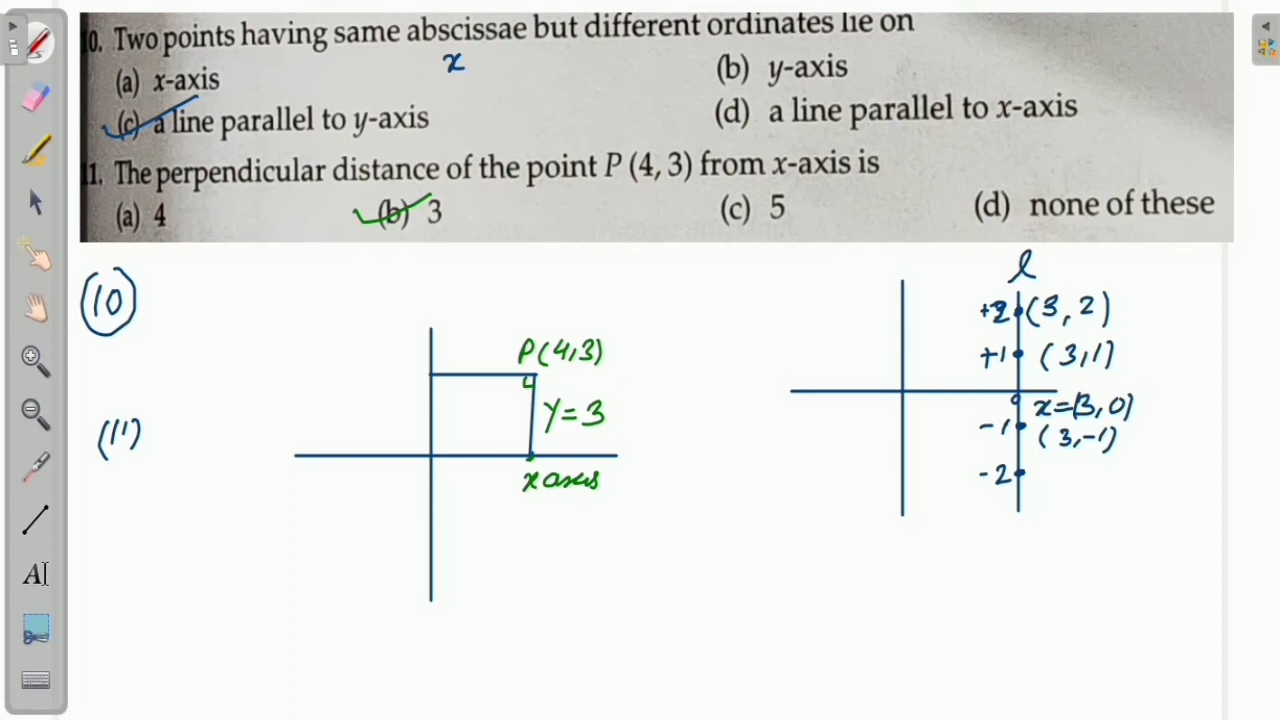 10. Two points having same abscissae but different ordinates lie on
x
(a) x-axis (b) y-axis
(c) a line parallel to y-axis (d) a line parallel to x-axis
11. The perpendicular distance of the point P (4, 3) from x-axis is
(a) 4 (b) 3 (c) 5 (d) none of these
(10)
P(4,3)
y=3
x axis
(11)
l
+2 (3, 2)
+1 (3,1)
x=(3, 0)
-1 (3,-1)
-2
A